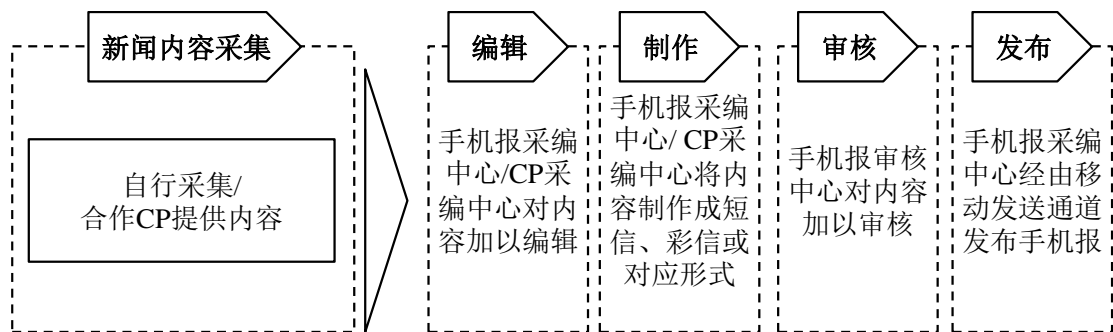 新闻内容采集
自行采集/
合作CP提供内容
编辑
手机报采编
中心/CP采
编中心对内
容加以编辑
制作
手机报采编
中心/ CP采
编中心将内
容制作成短
信、彩信或
对应形式
审核
手机报审核
中心对内容
加以审核
发布
手机报采编
中心经由移
动发送通道
发布手机报